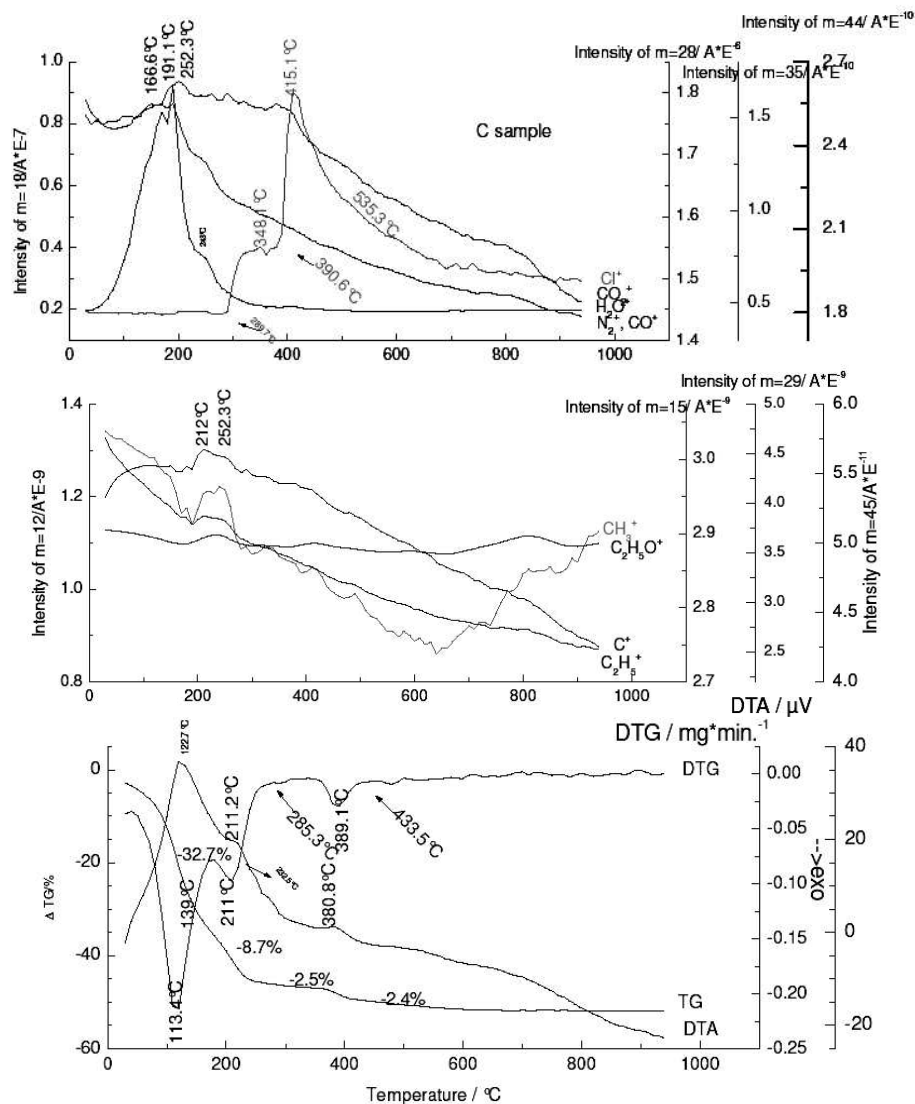 Intensity of m=44/ A*E-10
Intensity of m=28/ A*E-6
Intensity of m=35/ A*E-10
166.6°C
191.1°C
252.3°C
415.1°C
C sample
348.1°C
535.3°C
243°C
390.6°C
289.7°C
Cl+
H2O
N2+, CO+
Intensity of m=18/A*E-7
1.0
0.8
0.6
0.4
0.2
1.8
1.7
1.6
1.5
1.4
1.5
1.0
0.5
2.7
2.4
2.1
1.8
0 200 400 600 800 1000
Intensity of m=29/ A*E-9
Intensity of m=15/ A*E-9
212°C
252.3°C
CH3+
C2H5O+
C+
C2H5+
Intensity of m=12/A*E-9
1.4
1.2
1.0
0.8
3.0
2.9
2.8
2.7
5.0
4.5
4.0
3.5
3.0
2.5
6.0
5.5
5.0
4.5
4.0
Intensity of m=45/A*E-11
0 200 400 600 800 1000
DTA / µV
DTG / mg*min.-1
122.7°C
DTG
211.2°C
285.3°C
389.1°C
433.5°C
-32.7%
139°C
211°C
232.5°C
380.8°C
-8.7%
-2.5%
-2.4%
113.4°C
TG
DTA
Δ TG/%
0
-20
-40
-60
0.00
-0.05
-0.10
-0.15
-0.20
-0.25
-->exo
40
20
0
-20
0 200 400 600 800 1000
Temperature / °C